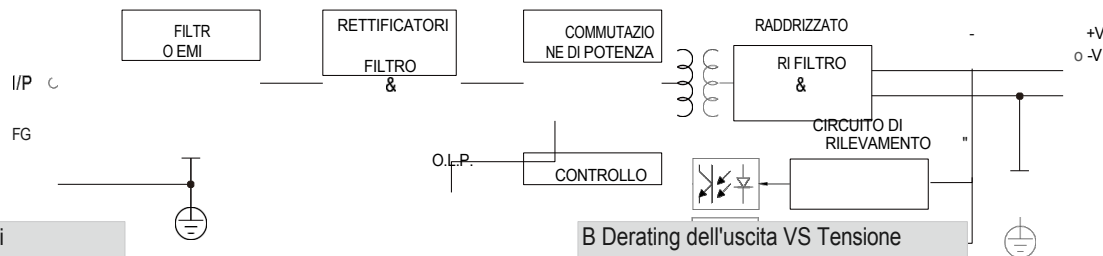 FILTR
O EMI
RETTIFICATORI
FILTRO
&
COMMUTAZIO
NE DI POTENZA
RADDRIZZATO
RI FILTRO
&
-
+V
o -V
I/P
FG
O.L.P.
CONTROLLO
CIRCUITO DI
RILEVAMENTO "
i
B Derating dell'uscita VS Tensione